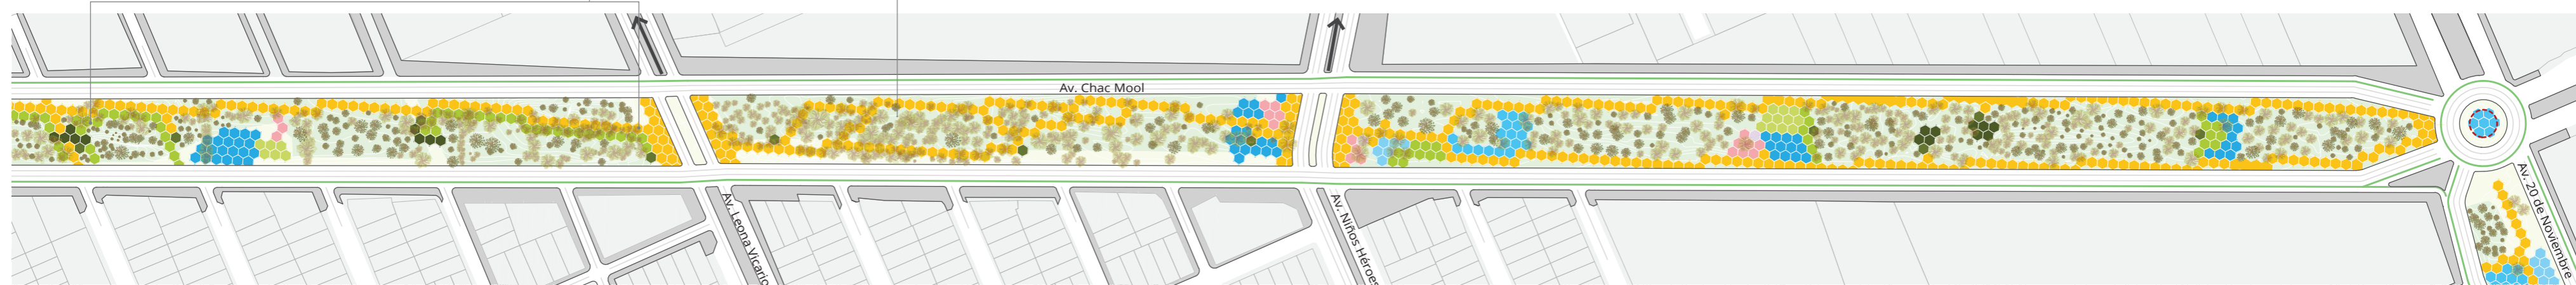 Av. Chac Mool
Av. Leona Vicario
Av. Niños Héroes
Av. 20 de Noviembre